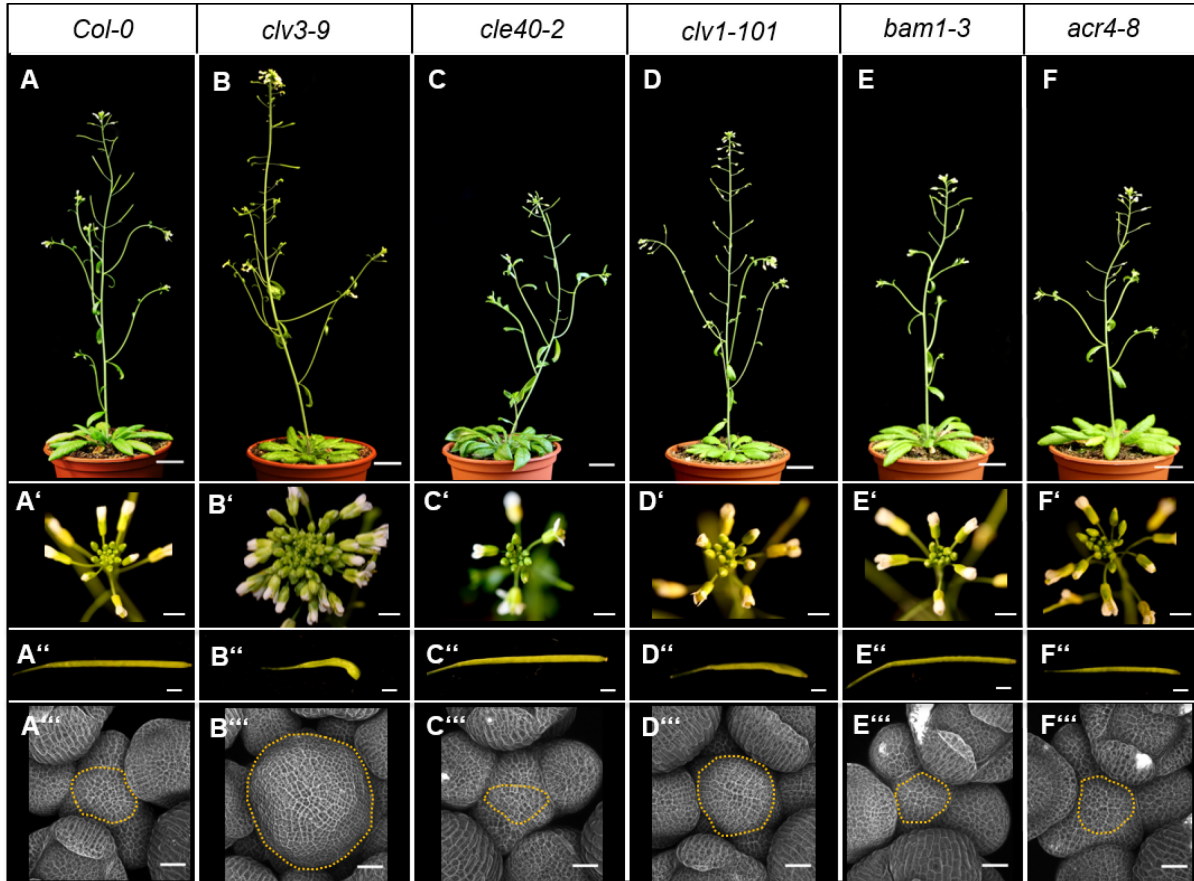 Col-0 clv3-9 cle40-2 clv1-101 bam1-3 acr4-8
A B C D E F
A‘ B‘ C‘ D‘ E‘ F‘
A‘‘ B‘‘ C‘‘ D‘‘ E‘‘ F‘‘
A‘‘‘ B‘‘‘ C‘‘‘ D‘‘‘ E‘‘‘ F‘‘‘